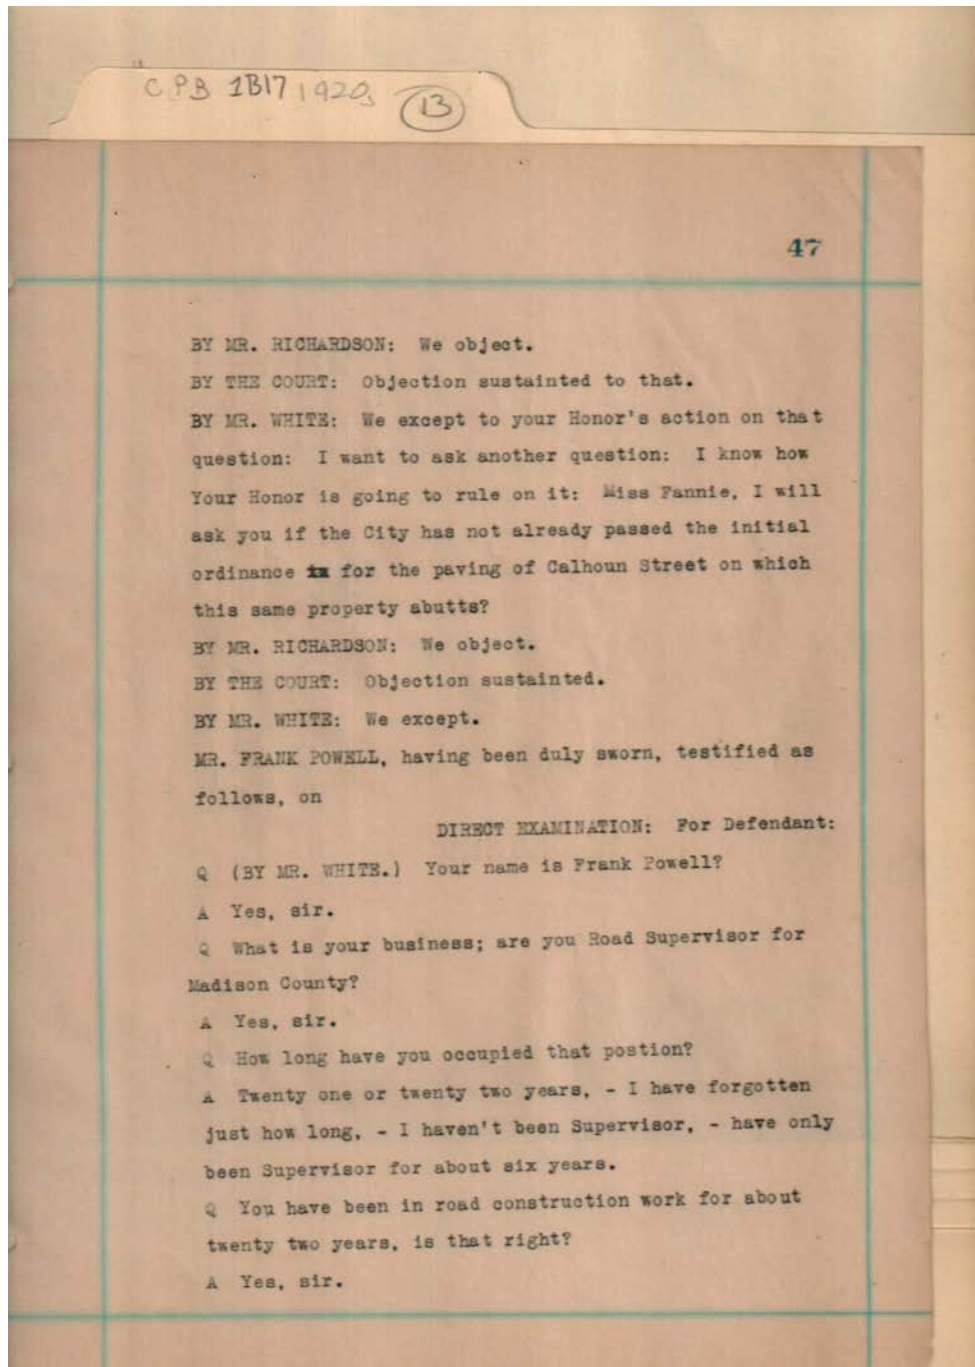 CPB 1B17 1920s 13
47
BY MR. RICHARDSON: We object.
BY THE COURT: Objection sustainted to that.
BY MR. WHITE: We except to your Honor's action on that
question: I want to ask another question: I know how
Your Honor is going to rule on it: Miss Fannie, I will
ask you if the City has not already passed the initial
ordinance for the paving of Calhoun Street on which
this same property abutts?
BY MR. RICHARDSON: We object.
BY THE COURT: Objection sustainted.
BY MR. WHITE: We except.
MR. FRANK POWELL, having been duly sworn, testified as
follows, on
DIRECT EXAMINATION: For Defendant:
Q (BY MR. WHITE.) Your name is Frank Powell?
A Yes, sir.
Q What is your business; are you Road Supervisor for
Madison County?
A Yes, sir.
Q How long have you occupied that postion?
A Twenty one or twenty two years, - I have forgotten
just how long, - I haven't been Supervisor, - have only
been Supervisor for about six years.
Q You have been in road construction work for about
twenty two years, is that right?
A Yes, sir.